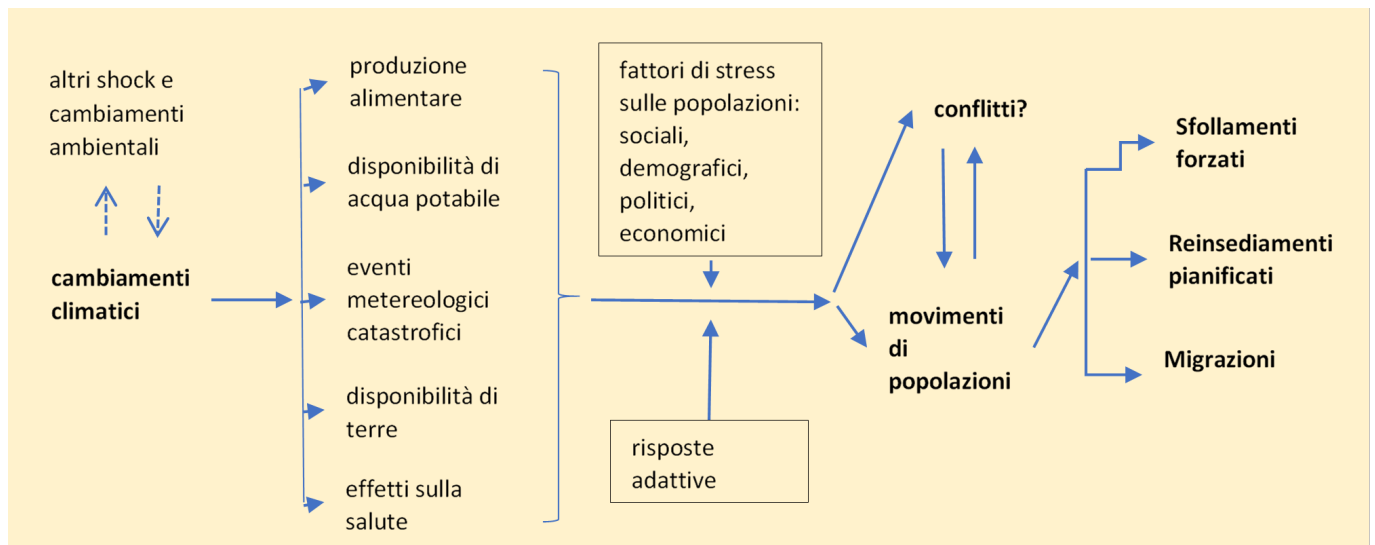 altri shock e
cambiamenti
ambientali
cambiamenti
climatici
produzione
alimentare
disponibilità di
acqua potabile
eventi
metereologici
catastrofici
disponibilità di
terre
effetti sulla
salute
fattori di stress
sulle popolazioni:
sociali,
demografici,
politici,
economici
risposte
adattive
conflitti?
movimenti
di
popolazioni
Sfollamenti
forzati
Reinsediamenti
pianificati
Migrazioni